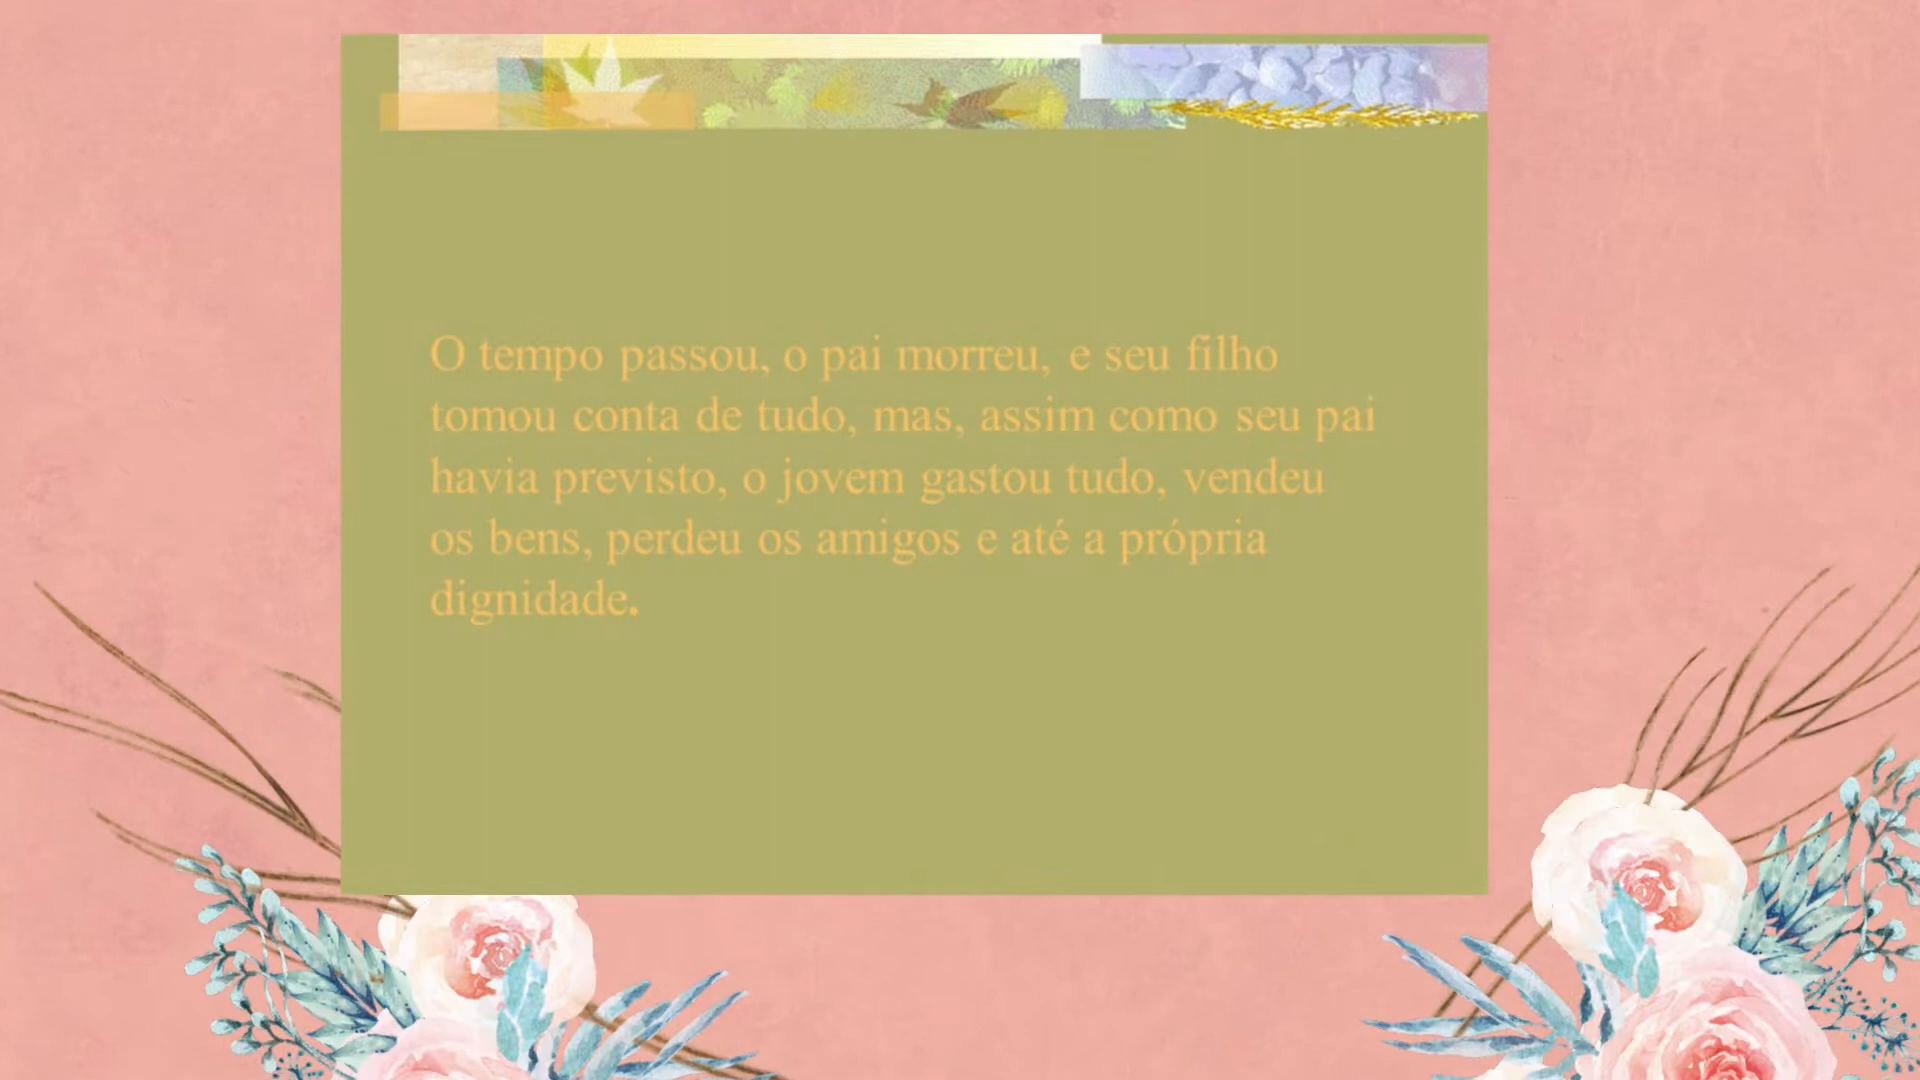 O tempo passou, o pai morreu, e seu filho
tomou conta de tudo, mas, assim como seu pai
havia previsto, o jovem gastou tudo, vendeu
os bens, perdeu os amigos e até a própria
dignidade.